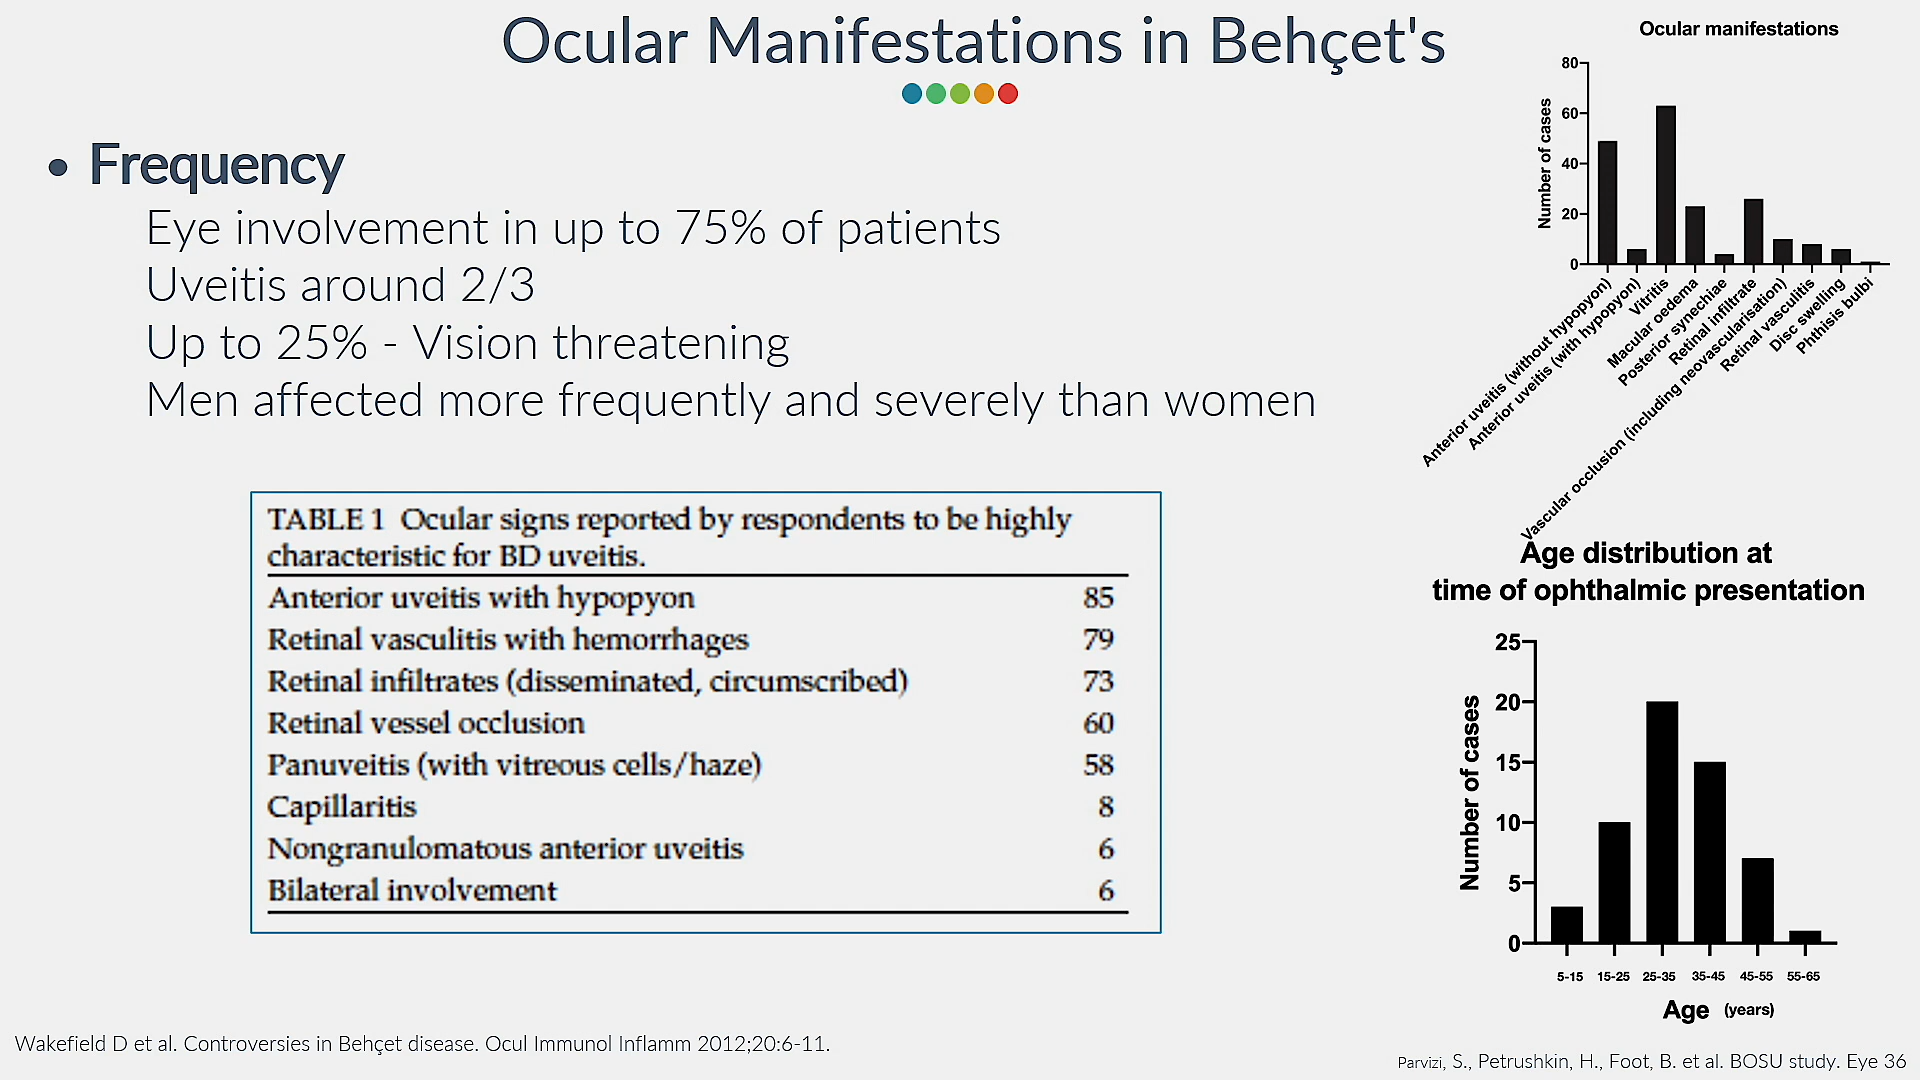 Ocular Manifestations in Behçet's
• Frequency
Eye involvement in up to 75% of patients
Uveitis around 2/3
Up to 25% - Vision threatening
Men affected more frequently and severely than women
TABLE 1 Ocular signs reported by respondents to be highly
characteristic for BD uveitis.
Anterior uveitis with hypopyon 85
Retinal vasculitis with hemorrhages 79
Retinal infiltrates (disseminated, circumscribed) 73
Retinal vessel occlusion 60
Panuveitis (with vitreous cells/haze) 58
Capillaritis 8
Nongranulomatous anterior uveitis 6
Bilateral involvement 6
Wakefield D et al. Controversies in Behçet disease. Ocul Immunol Inflamm 2012;20:6-11.
Ocular manifestations
Number of cases
80
60
40
20
0
Anterior uveitis (without hypopyon)
Anterior uveitis (with hypopyon)
Vitritis
Macular oedema
Posterior synechiae
Retinal infiltrate
Vascular occlusion (including neovascularisation)
Retinal vasculitis
Disc swelling
Phthisis bulbi
Age distribution at
time of ophthalmic presentation
Number of cases
25
20
15
10
5
0
5-15 15-25 25-35 35-45 45-55 55-65
Age (years)
Parvizi, S., Petrushkin, H., Foot, B. et al. BOSU study. Eye 36